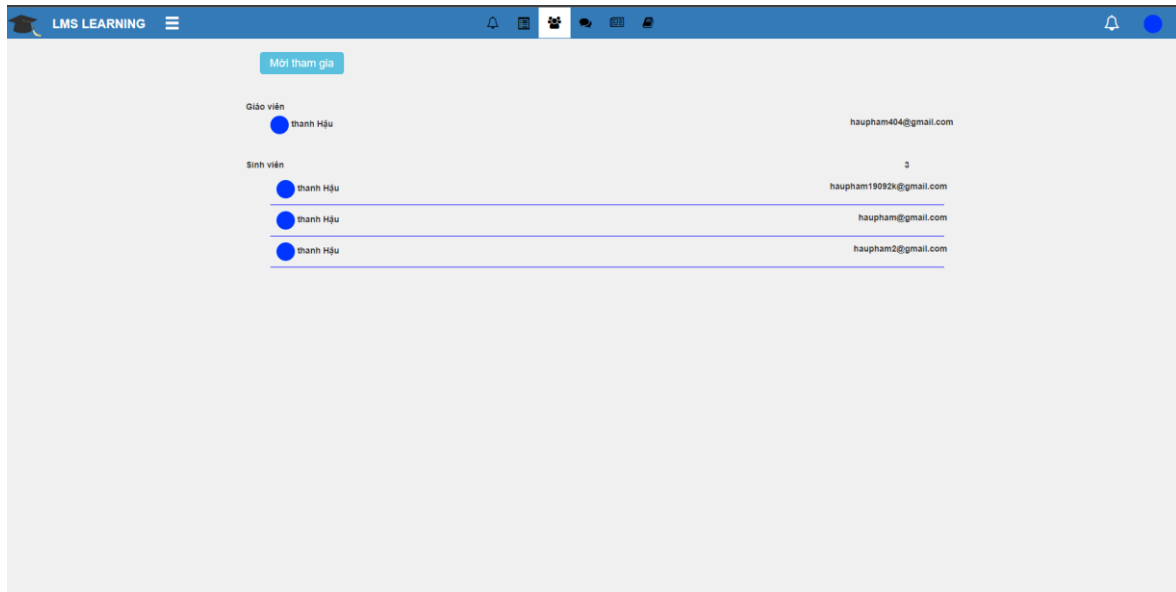 LMS LEARNING
Mời tham gia
Giáo viên
thanh Hậu haupham404@gmail.com
Sinh viên 3
thanh Hậu haupham19092k@gmail.com
thanh Hậu haupham@gmail.com
thanh Hậu haupham2@gmail.com